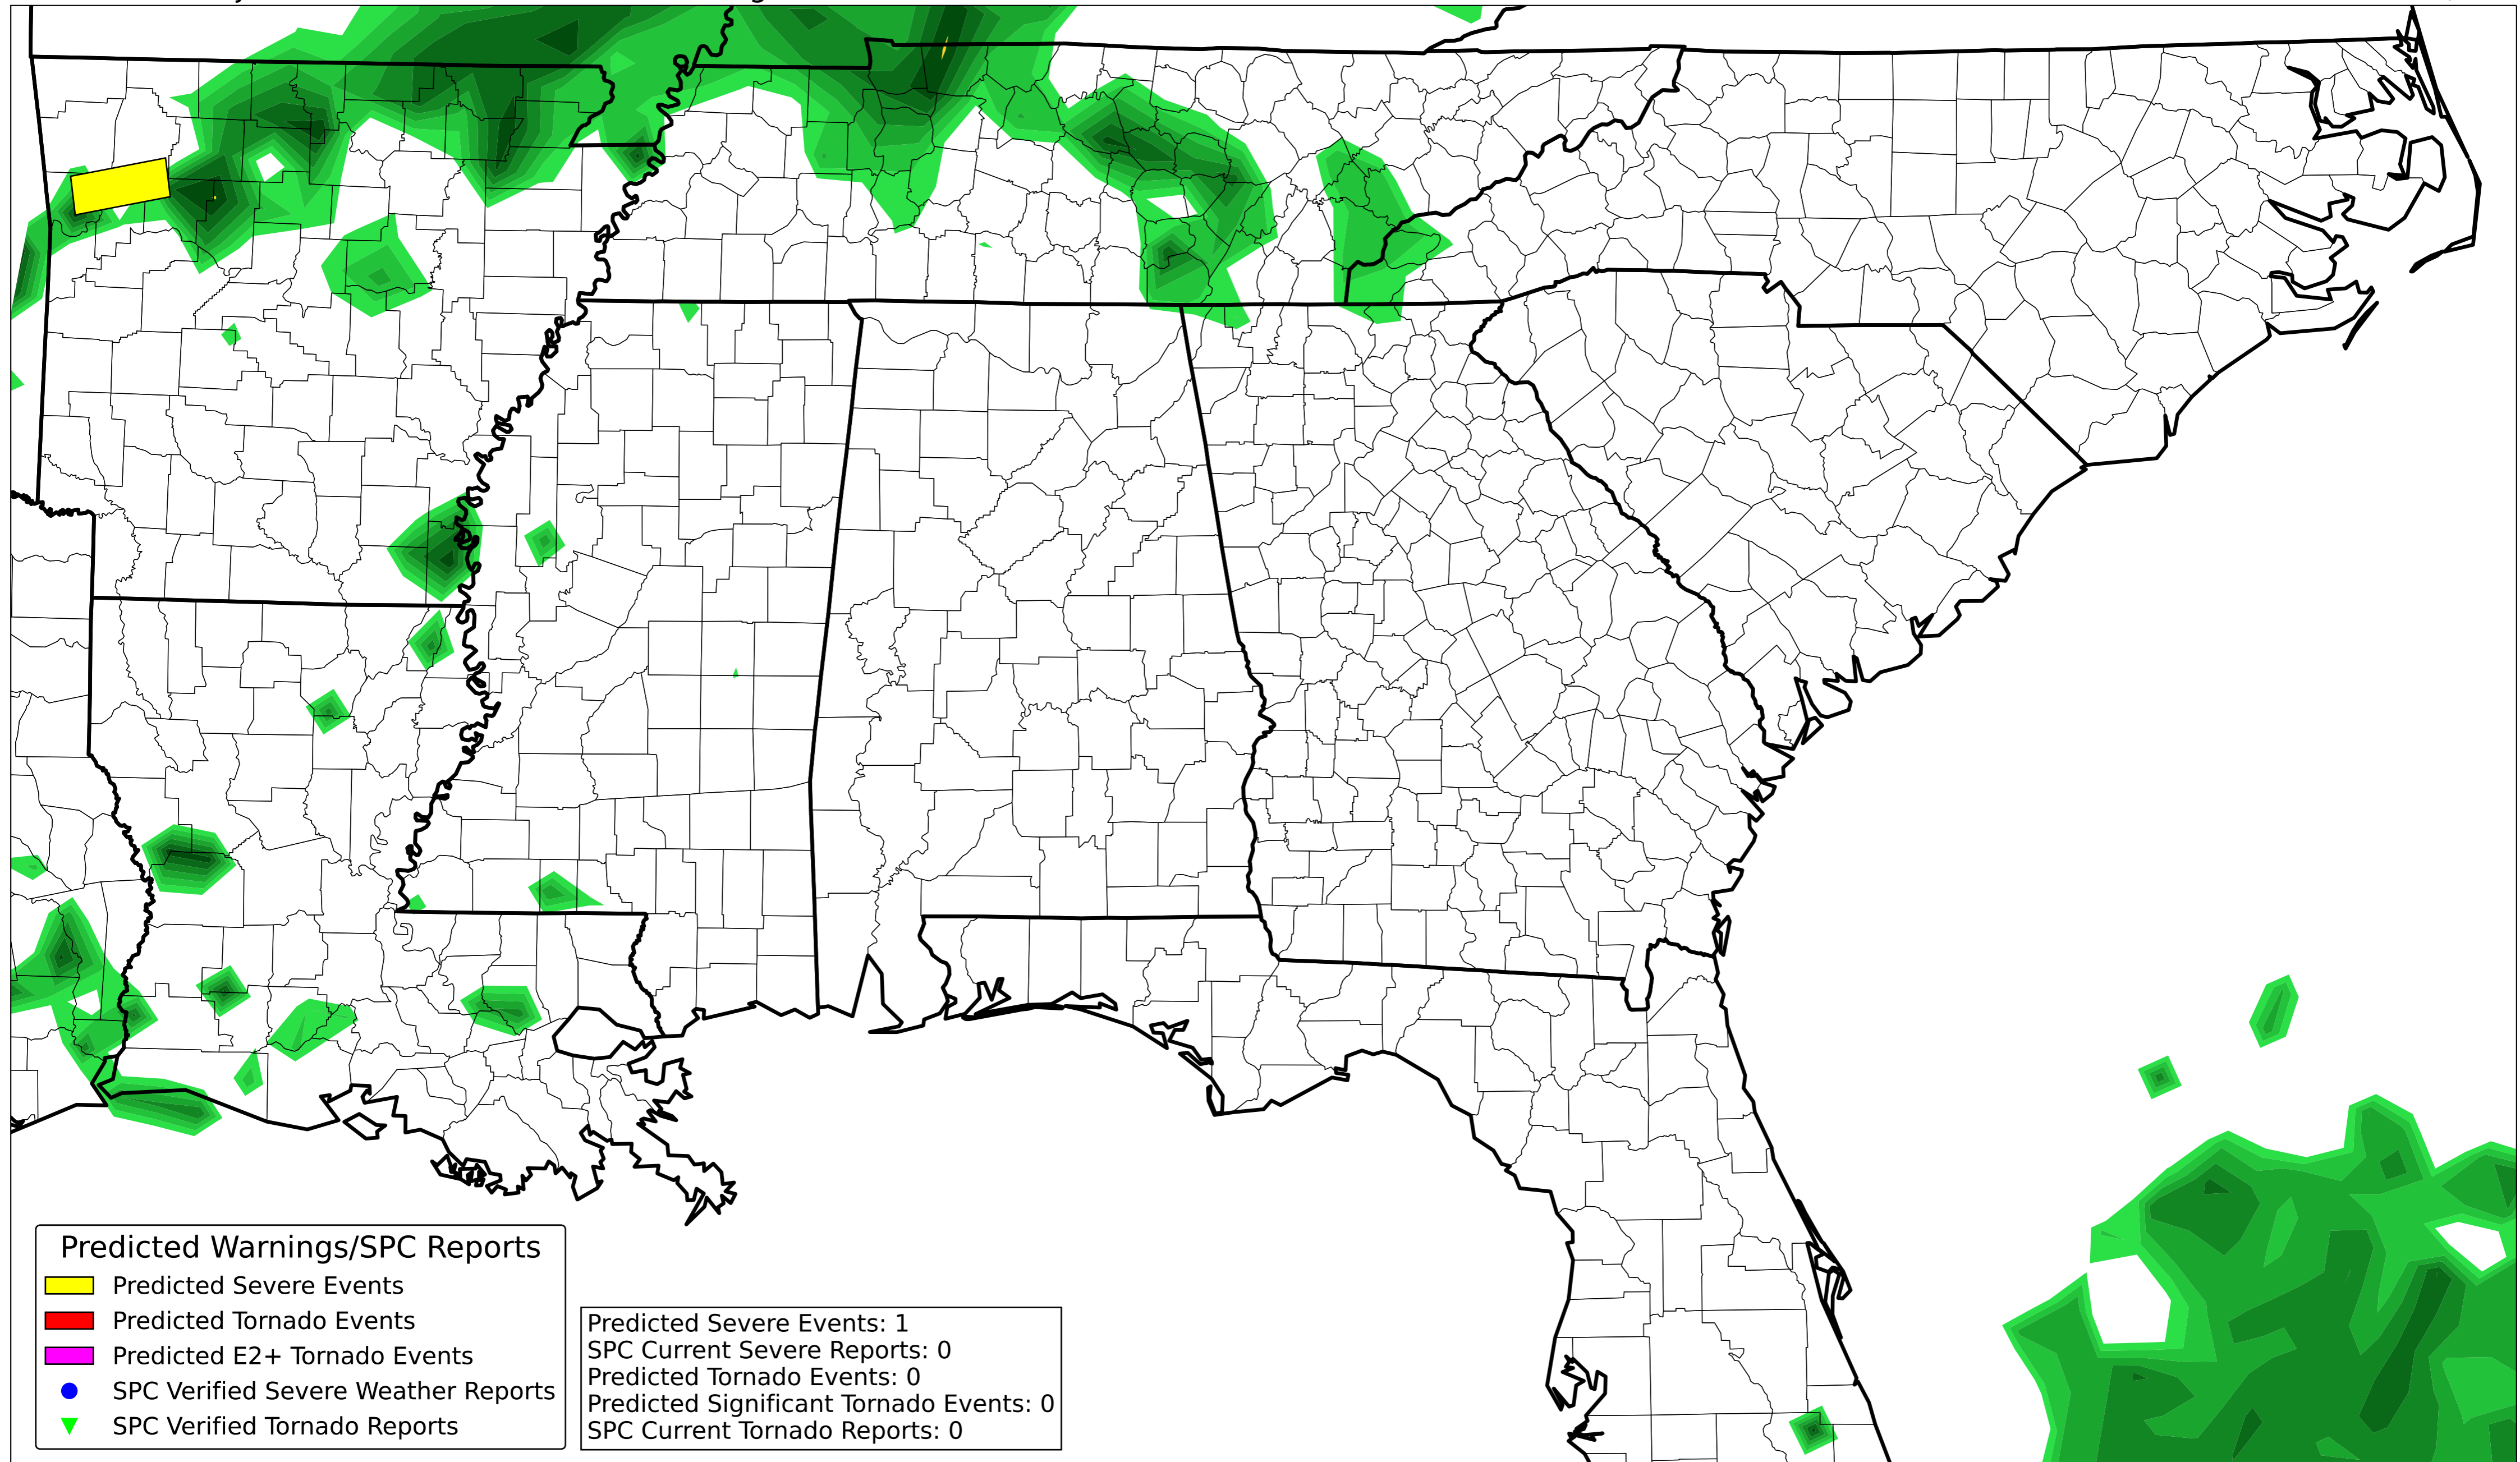 Predicted Warnings/SPC Reports
Predicted Severe Events
Predicted Tornado Events
Predicted E2+ Tornado Events
SPC Verified Severe Weather Reports
SPC Verified Tornado Reports
Predicted Severe Events: 1
SPC Current Severe Reports: 0
Predicted Tornado Events: 0
Predicted Significant Tornado Events: 0
SPC Current Tornado Reports: 0